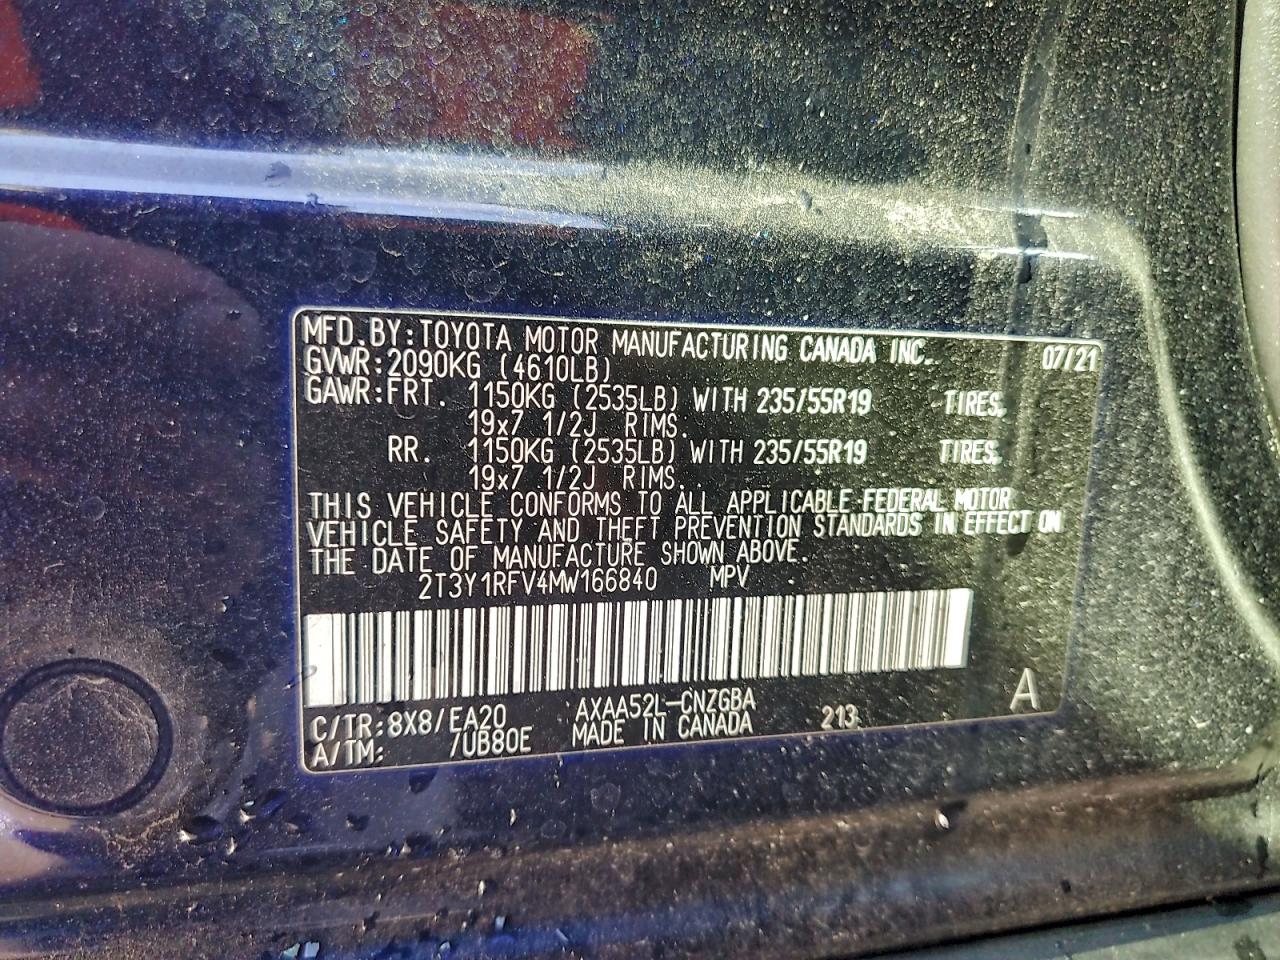 MFD.BY:TOYOTA MOTOR MANUFACTURING CANADA INC. 07/21
GVWR:2090KG (4610LB)
GAWR:FRT. 1150KG (2535LB) WITH 235/55R19 TIRES,
19x7 1/2J RIMS.
RR. 1150KG (2535LB) WITH 235/55R19 TIRES,
19x7 1/2J RIMS.
THIS VEHICLE CONFORMS TO ALL APPLICABLE FEDERAL MOTOR
VEHICLE SAFETY AND THEFT PREVENTION STANDARDS IN EFFECT ON
THE DATE OF MANUFACTURE SHOWN ABOVE.
2T3Y1RFV4MW166840 MPV
C/TR:8X8/EA20 AXAA52L-CNZGBA 213 A
A/TM: /UB80E MADE IN CANADA